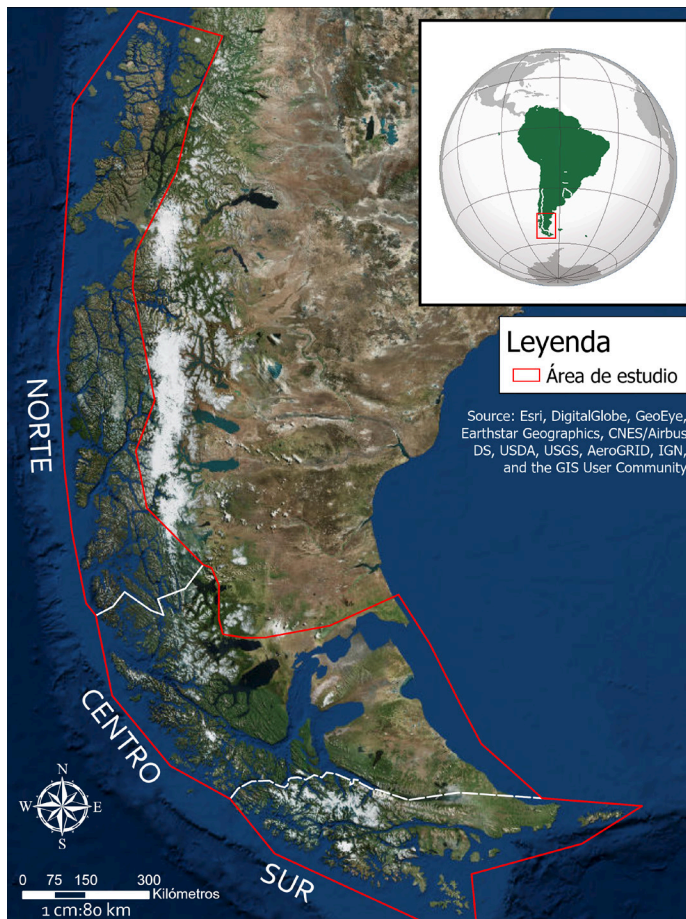 Leyenda
Área de estudio
Source: Esri, DigitalGlobe, GeoEye,
Earthstar Geographics, CNES/Airbus
DS, USDA, USGS, AeroGRID, IGN,
and the GIS User Community
NORTE
CENTRO
SUR
N
W E
S
0 75 150 300
Kilómetros
1 cm:80 km